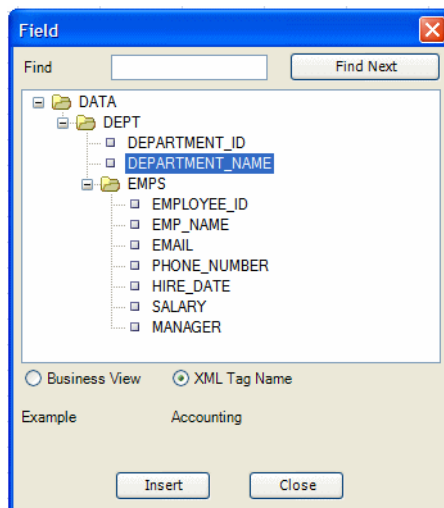 Field
Find Find Next
DATA
DEPT
DEPARTMENT_ID
DEPARTMENT_NAME
EMPS
EMPLOYEE_ID
EMP_NAME
EMAIL
PHONE_NUMBER
HIRE_DATE
SALARY
MANAGER
Business View XML Tag Name
Example Accounting
Insert Close